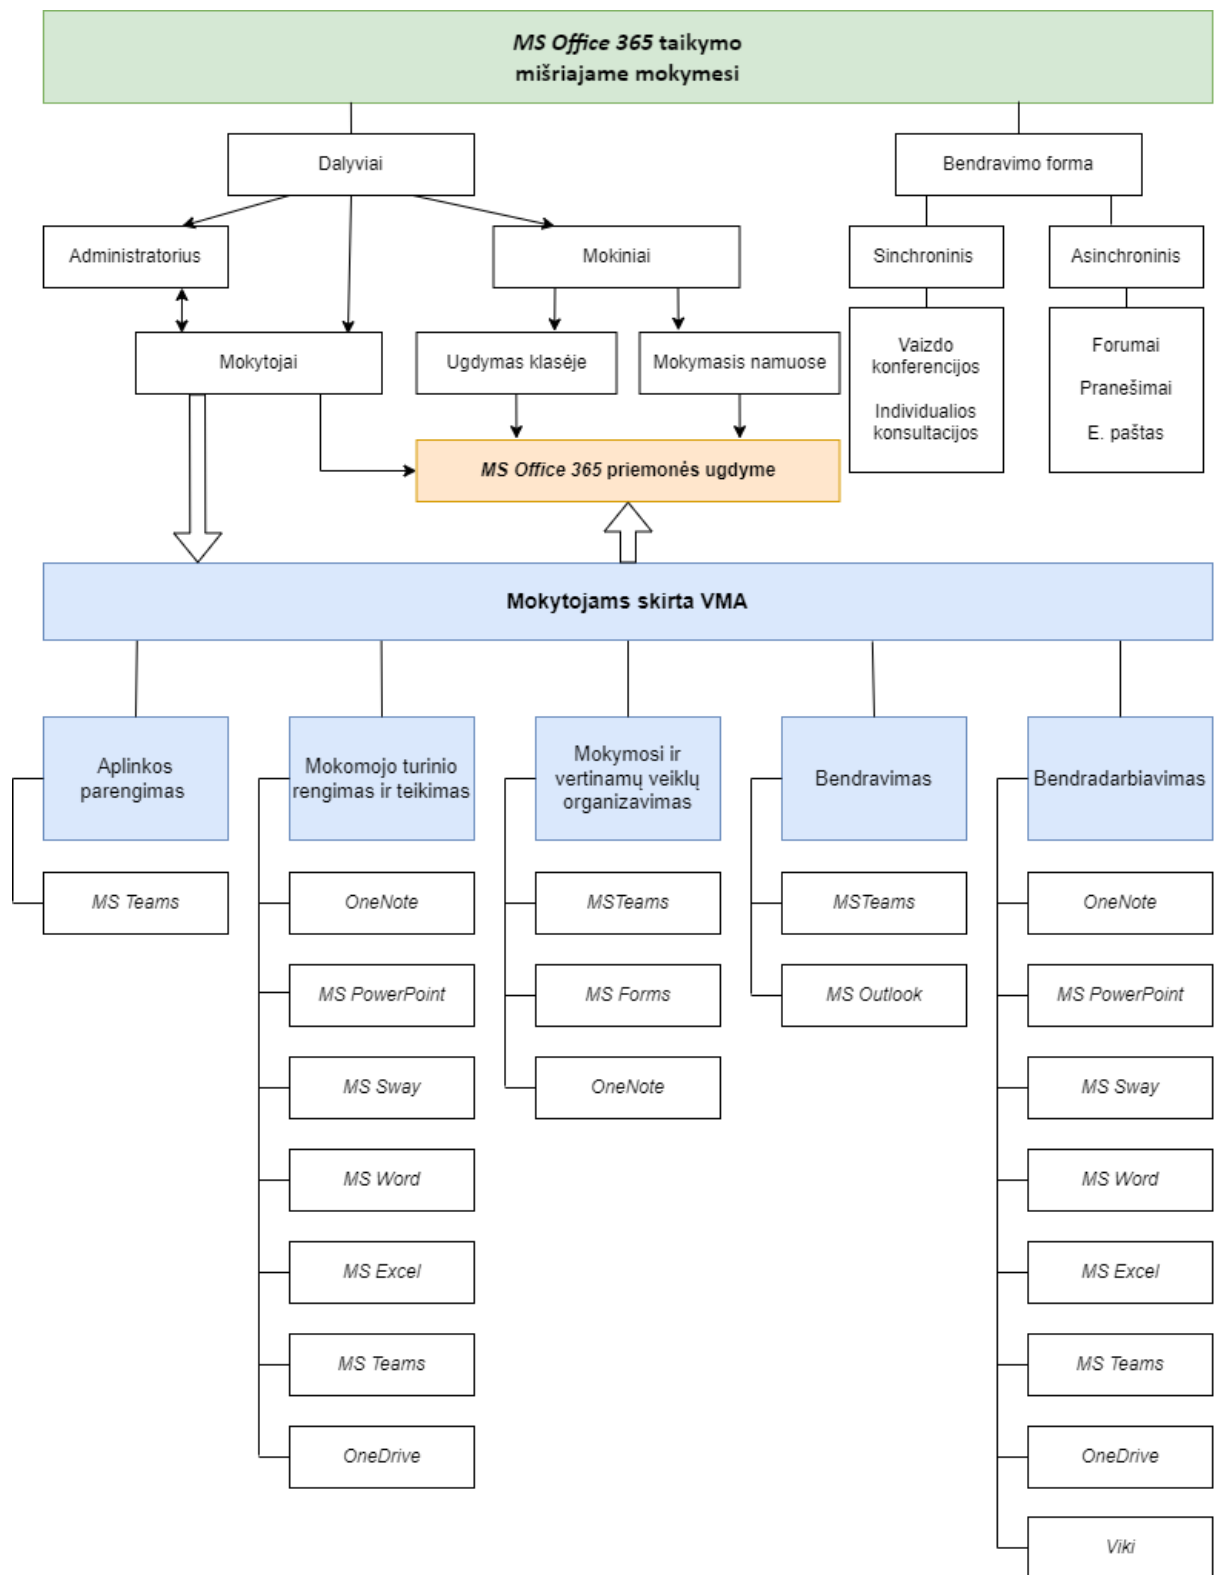 MS Office 365 taikymo
mišriajame mokymesi
Dalyviai
Bendravimo forma
Administratorius
Mokiniai
Sinchroninis
Asinchroninis
Mokytojai
Ugdymas klasėje
Mokymasis namuose
Vaizdo
konferencijos
Individualios
konsultacijos
Forumai
Pranešimai
E. paštas
MS Office 365 priemonės ugdyme
Mokytojams skirta VMA
Aplinkos
parengimas
Mokomojo turinio
rengimas ir teikimas
Mokymosi ir
vertinamų veiklų
organizavimas
Bendravimas
Bendradarbiavimas
MS Teams
OneNote
MSTeams
MSTeams
OneNote
MS PowerPoint
MS Forms
MS Outlook
MS PowerPoint
MS Sway
OneNote
MS Sway
MS Word
MS Word
MS Excel
MS Excel
MS Teams
MS Teams
OneDrive
OneDrive
Viki